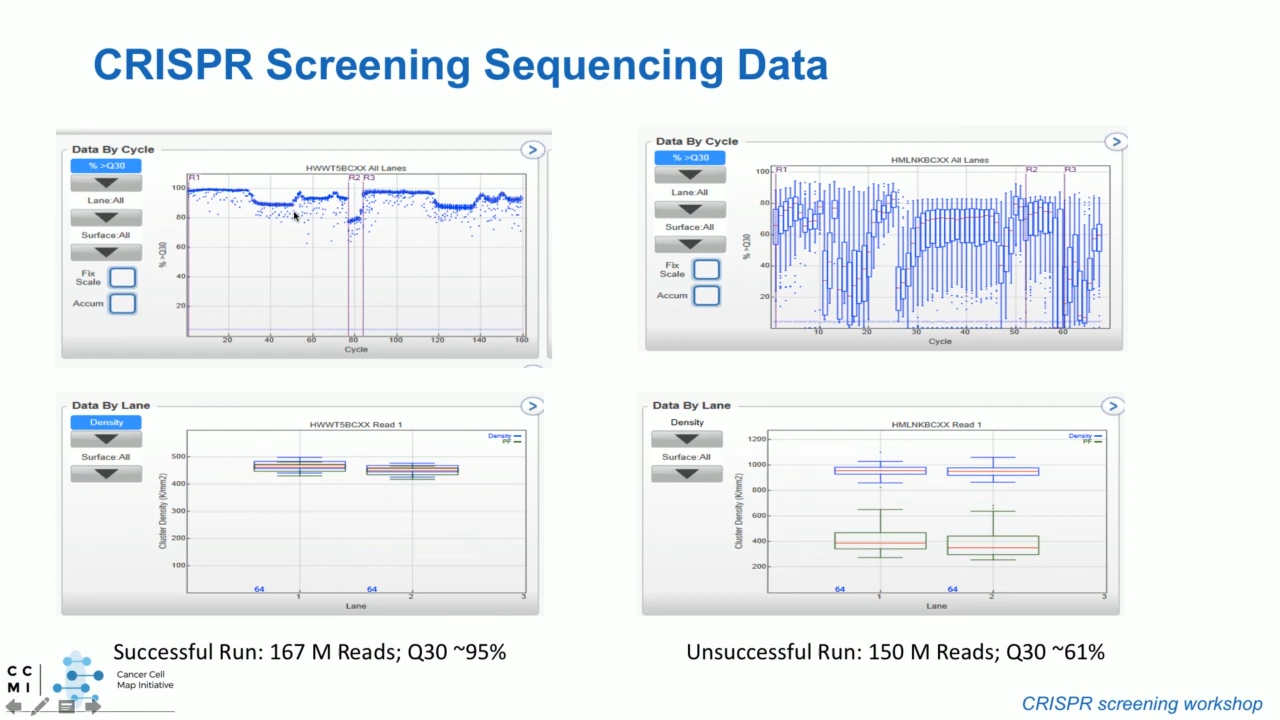 CRISPR Screening Sequencing Data
Data By Cycle
% >Q30
Lane:All
Surface:All
Fix
Scale
Accum
HWWT5BCXX All Lanes
R1
R2 R3
% >Q30
100
80
60
40
20
20 40 60 80 100 120 140 160
Cycle
Data By Cycle
% >Q30
Lane:All
Surface:All
Fix
Scale
Accum
HMLNKBCXX All Lanes
R1
R2
R3
% >Q30
100
80
60
40
20
10 20 30 40 50 60
Cycle
Data By Lane
Density
Surface:All
HWWT5BCXX Read 1
Density
PF
Cluster Density (K/mm2)
500
400
300
200
100
64 64
1 2 3
Lane
Data By Lane
Density
Surface:All
HMLNKBCXX Read 1
Density
PF
Cluster Density (K/mm2)
1200
1000
800
600
400
200
64 64
1 2 3
Lane
Successful Run: 167 M Reads; Q30 ~95%
Unsuccessful Run: 150 M Reads; Q30 ~61%
C C
M I
Cancer Cell
Map Initiative
CRISPR screening workshop